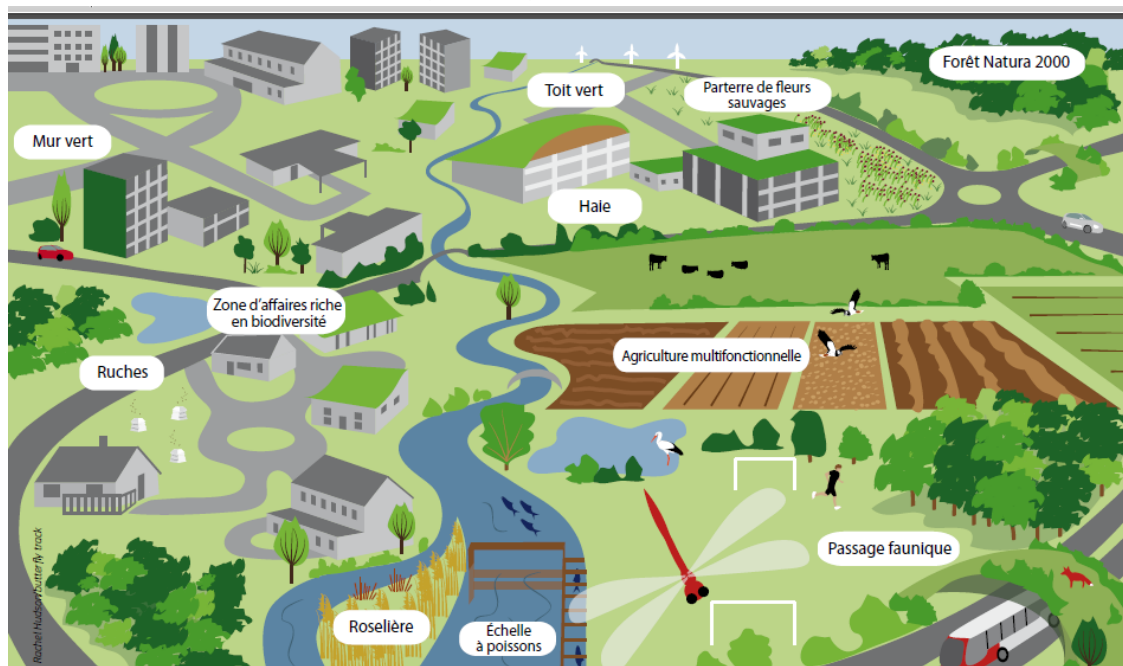 Forêt Natura 2000
Toit vert
Parterre de fleurs
sauvages
Mur vert
Haie
Zone d'affaires riche
en biodiversité
Agriculture multifonctionnelle
Ruches
Passage faunique
Roselière
Échelle
à poissons
Rachel Hudson/butterfly track